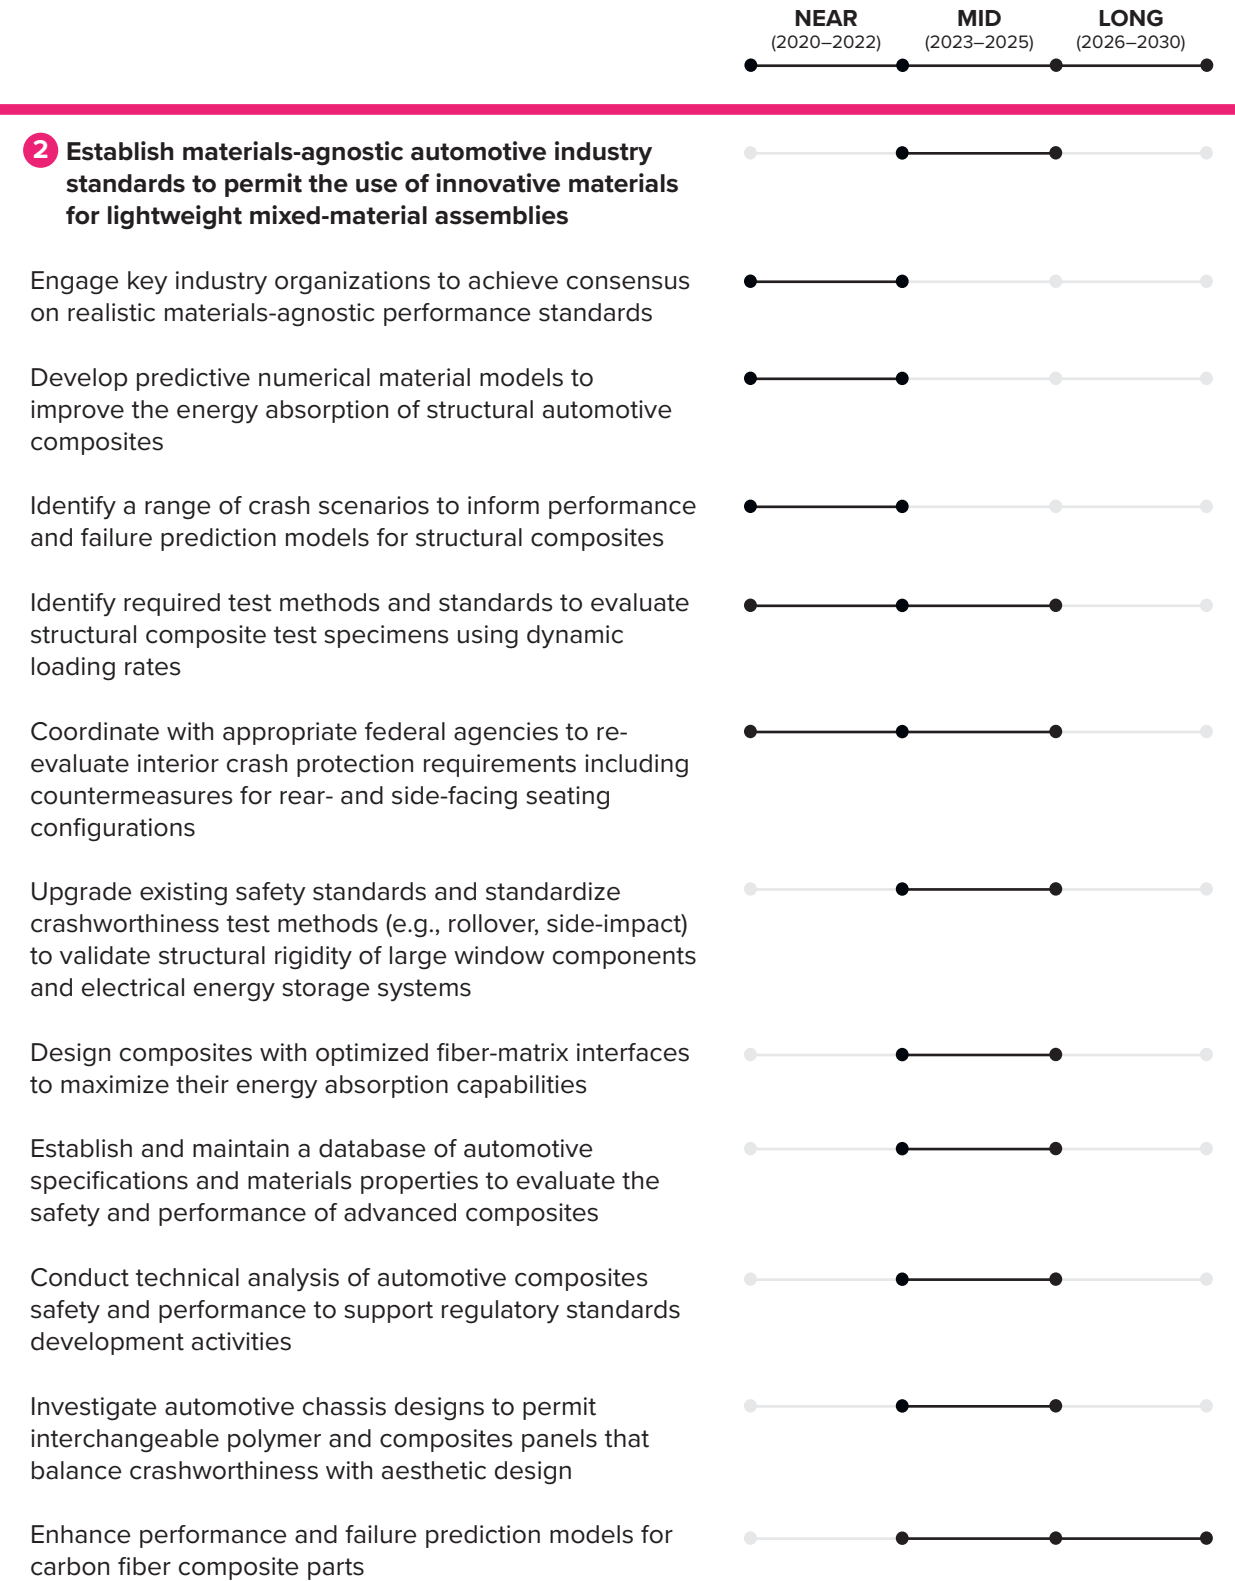 NEAR MID LONG
(2020–2022) (2023–2025) (2026–2030)
2 Establish materials-agnostic automotive industry
standards to permit the use of innovative materials
for lightweight mixed-material assemblies
Engage key industry organizations to achieve consensus
on realistic materials-agnostic performance standards
Develop predictive numerical material models to
improve the energy absorption of structural automotive
composites
Identify a range of crash scenarios to inform performance
and failure prediction models for structural composites
Identify required test methods and standards to evaluate
structural composite test specimens using dynamic
loading rates
Coordinate with appropriate federal agencies to re-
evaluate interior crash protection requirements including
countermeasures for rear- and side-facing seating
configurations
Upgrade existing safety standards and standardize
crashworthiness test methods (e.g., rollover, side-impact)
to validate structural rigidity of large window components
and electrical energy storage systems
Design composites with optimized fiber-matrix interfaces
to maximize their energy absorption capabilities
Establish and maintain a database of automotive
specifications and materials properties to evaluate the
safety and performance of advanced composites
Conduct technical analysis of automotive composites
safety and performance to support regulatory standards
development activities
Investigate automotive chassis designs to permit
interchangeable polymer and composites panels that
balance crashworthiness with aesthetic design
Enhance performance and failure prediction models for
carbon fiber composite parts